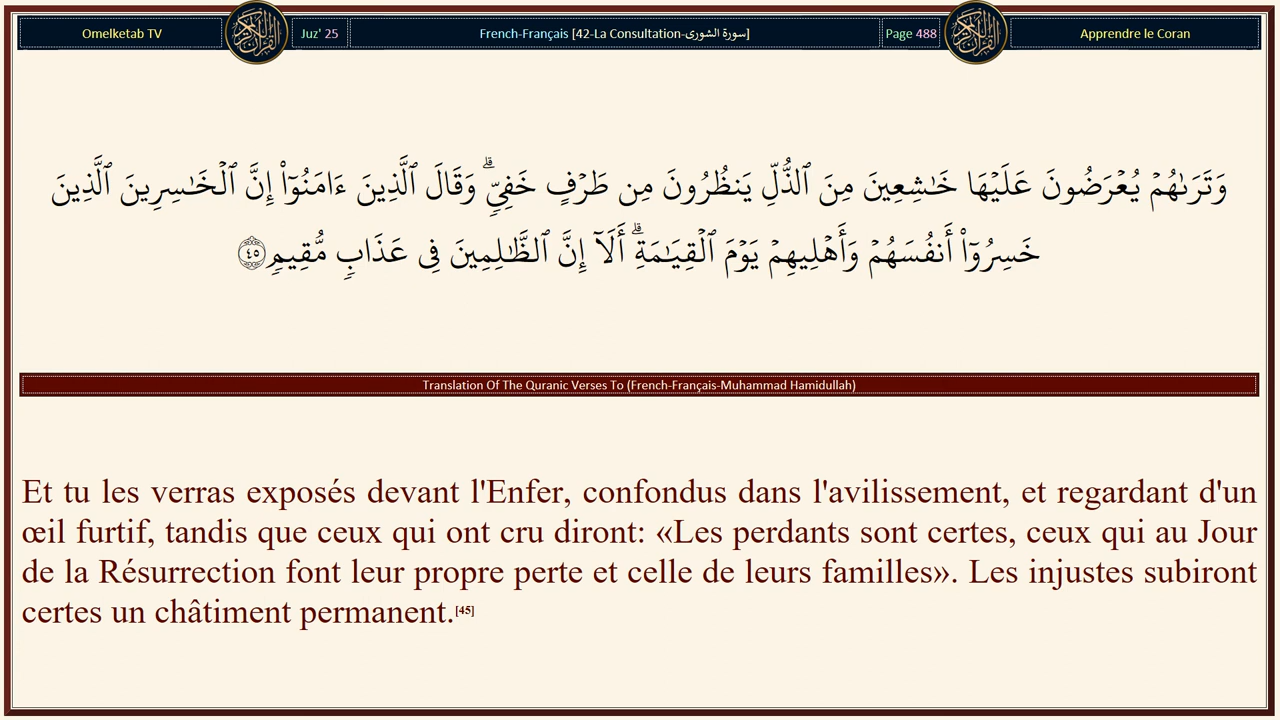 Omelketab TV
Juz' 25
French-Français [42-La Consultation-سورة الشورى]
Page 488
Apprendre le Coran
وَتَرَىٰهُمۡ يُعۡرَضُونَ عَلَيۡهَا خَٰشِعِينَ مِنَ ٱلذُّلِّ يَنظُرُونَ مِن طَرۡفٍ خَفِيّٖۗ وَقَالَ ٱلَّذِينَ ءَامَنُوٓاْ إِنَّ ٱلۡخَٰسِرِينَ ٱلَّذِينَ
خَسِرُوٓاْ أَنفُسَهُمۡ وَأَهۡلِيهِمۡ يَوۡمَ ٱلۡقِيَٰمَةِۗ أَلَآ إِنَّ ٱلظَّٰلِمِينَ فِي عَذَابٖ مُّقِيمٖ ٤٥
Translation Of The Quranic Verses To (French-Français-Muhammad Hamidullah)
Et tu les verras exposés devant l'Enfer, confondus dans l'avilissement, et regardant d'un
œil furtif, tandis que ceux qui ont cru diront: «Les perdants sont certes, ceux qui au Jour
de la Résurrection font leur propre perte et celle de leurs familles». Les injustes subiront
certes un châtiment permanent.[45]